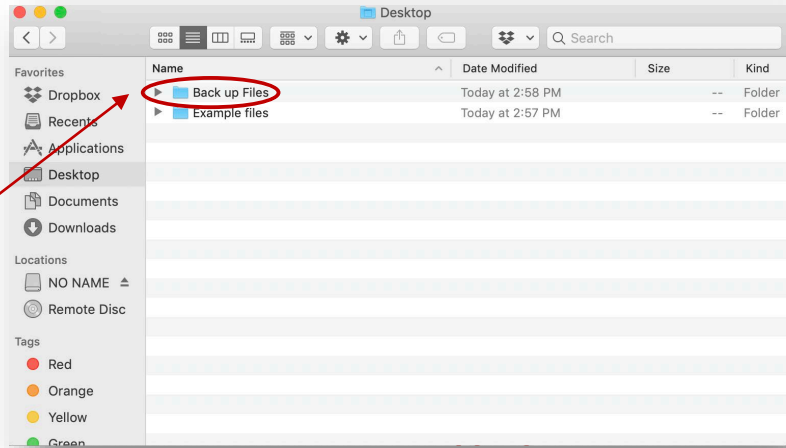 Desktop
Search
Favorites
Dropbox
Recents
Applications
Desktop
Documents
Downloads
Locations
NO NAME
Remote Disc
Tags
Red
Orange
Yellow
Green
Name Date Modified Size Kind
Back up Files Today at 2:58 PM -- Folder
Example files Today at 2:57 PM -- Folder